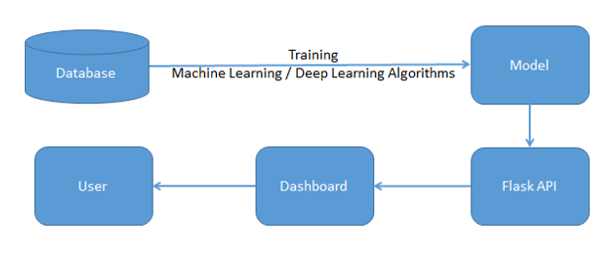 Training
Database
Machine Learning / Deep Learning Algorithms
Model
User
Dashboard
Flask API